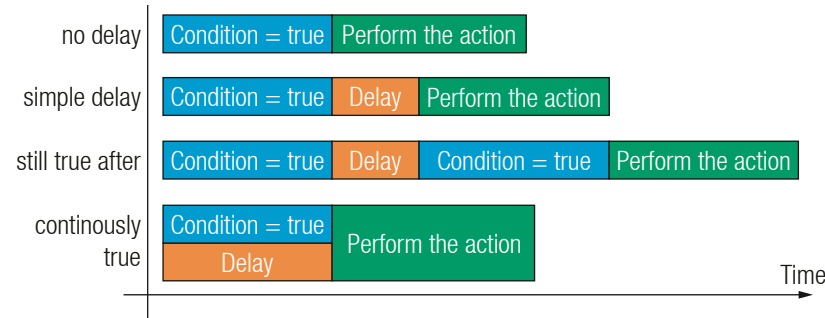 no delay Condition = true Perform the action
simple delay Condition = true Delay Perform the action
still true after Condition = true Delay Condition = true Perform the action
continously
true
Condition = true
Delay
Perform the action
Time